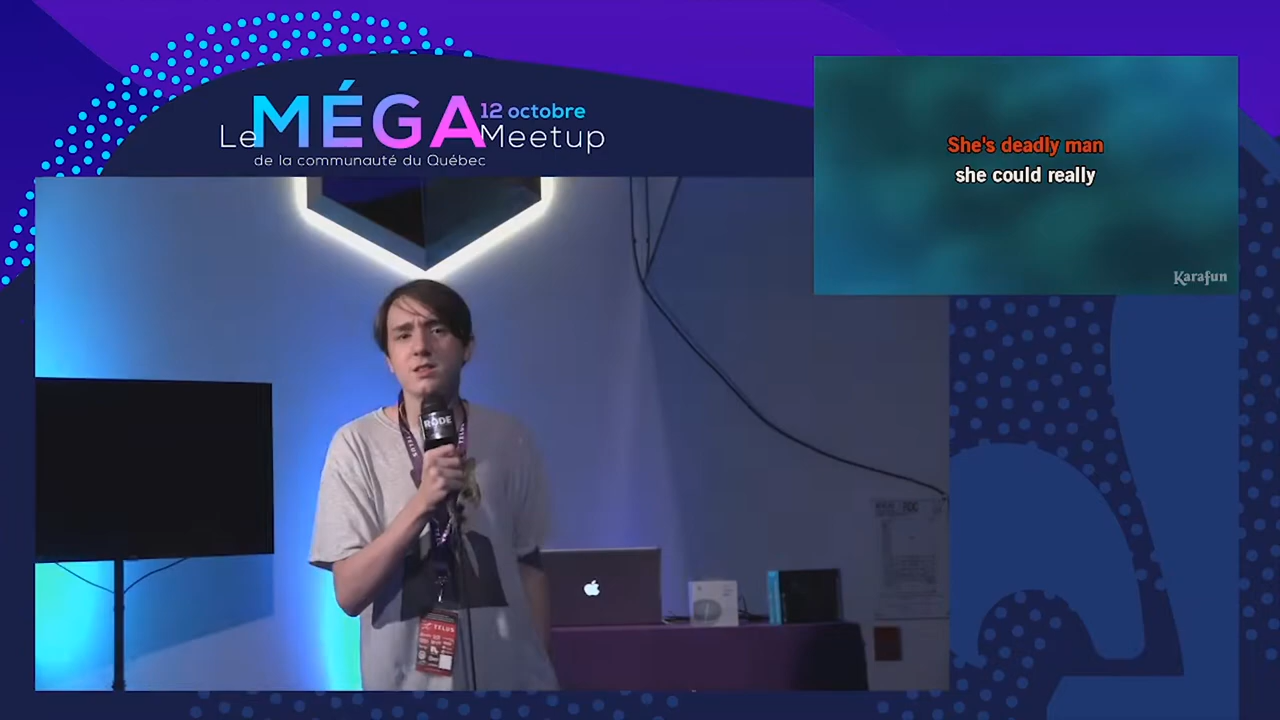 12 octobre
Le MÉGA Meetup
de la communauté du Québec
She's deadly man
she could really
Karafun
RØDE
TELUS
TELUS